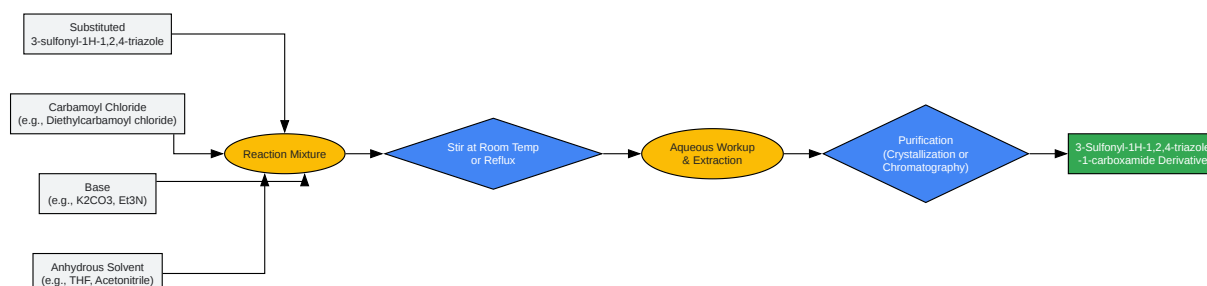 Substituted
3-sulfonyl-1H-1,2,4-triazole
Carbamoyl Chloride
(e.g., Diethylcarbamoyl chloride)
Base
(e.g., K2CO3, Et3N)
Anhydrous Solvent
(e.g., THF, Acetonitrile)
Reaction Mixture
Stir at Room Temp
or Reflux
Aqueous Workup
& Extraction
Purification
(Crystallization or
Chromatography)
3-Sulfonyl-1H-1,2,4-triazole
-1-carboxamide Derivative